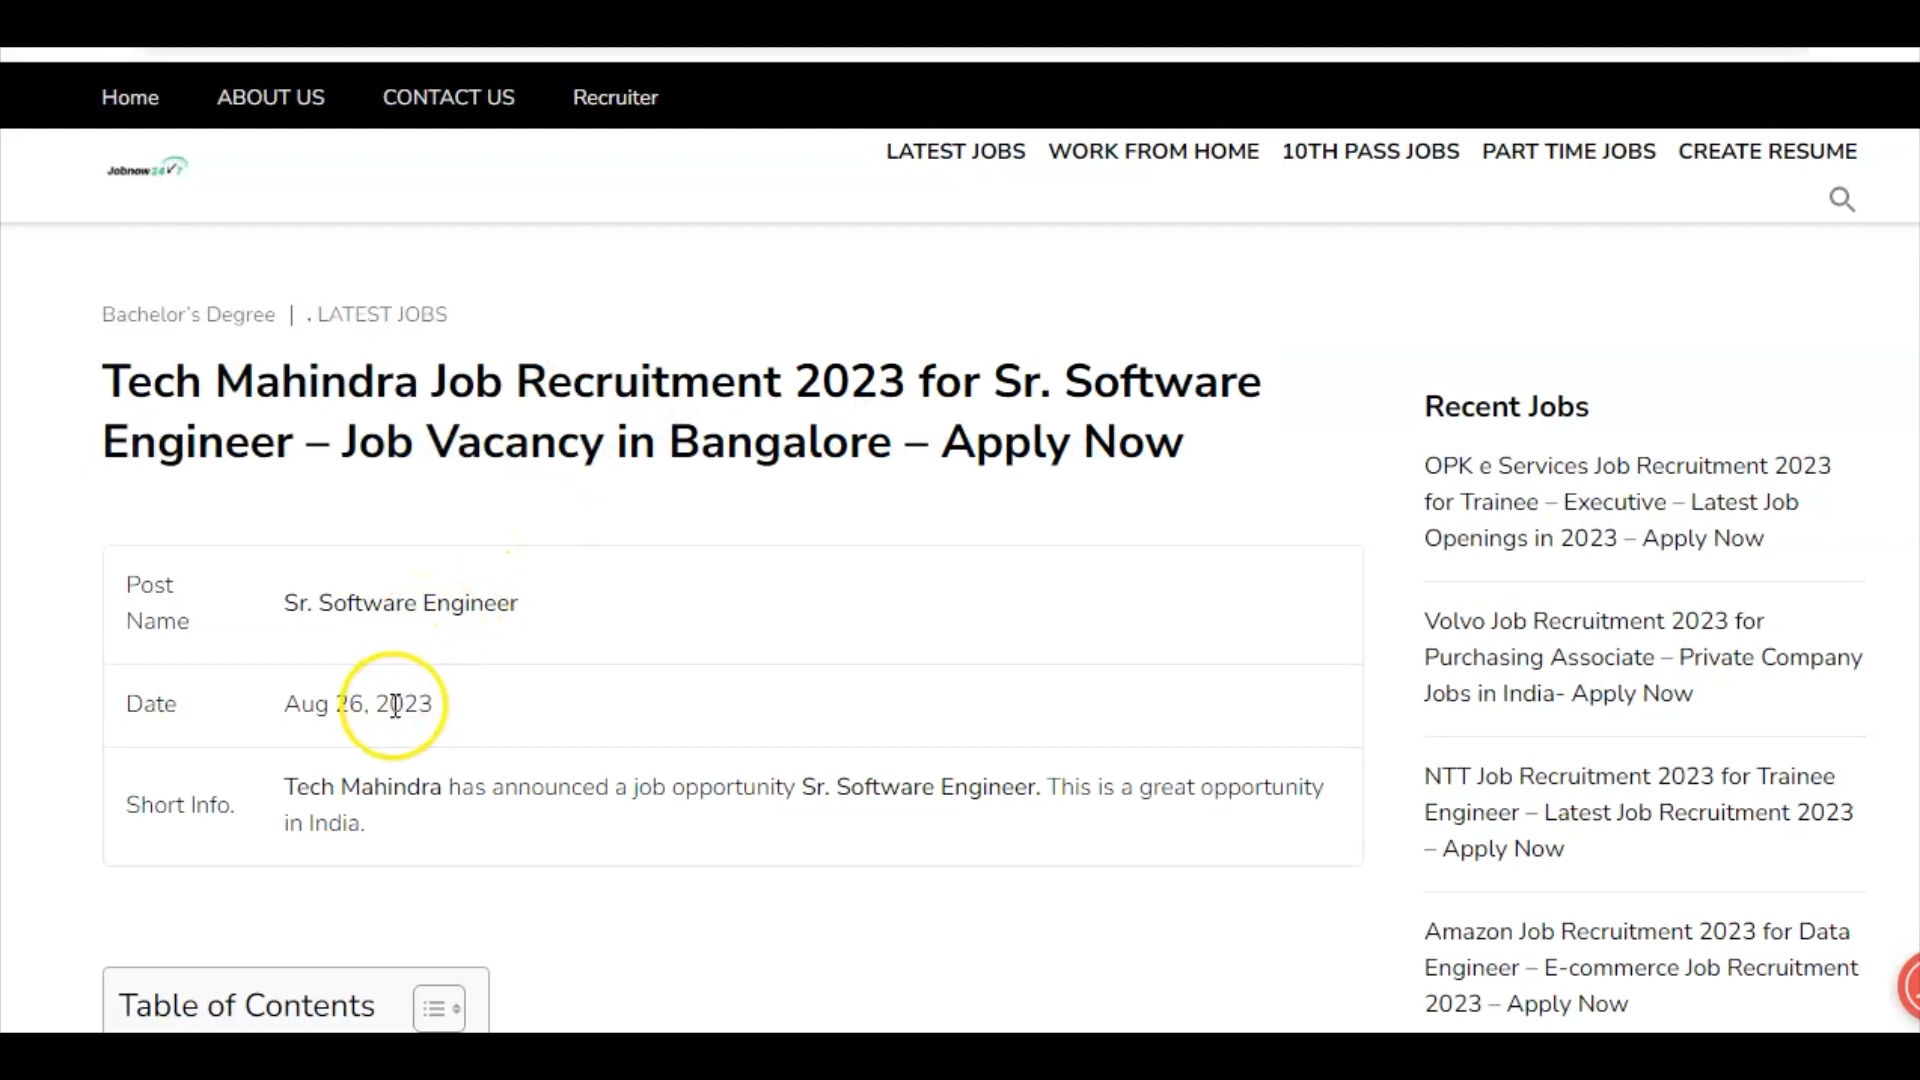 Home ABOUT US CONTACT US Recruiter
Jobnow24✓7
LATEST JOBS WORK FROM HOME 10TH PASS JOBS PART TIME JOBS CREATE RESUME
Bachelor's Degree | . LATEST JOBS
Tech Mahindra Job Recruitment 2023 for Sr. Software
Engineer – Job Vacancy in Bangalore – Apply Now
Post
Name
Sr. Software Engineer
Date Aug 26, 2023
Short Info.
Tech Mahindra has announced a job opportunity Sr. Software Engineer. This is a great opportunity
in India.
Table of Contents
Recent Jobs
OPK e Services Job Recruitment 2023
for Trainee – Executive – Latest Job
Openings in 2023 – Apply Now
Volvo Job Recruitment 2023 for
Purchasing Associate – Private Company
Jobs in India- Apply Now
NTT Job Recruitment 2023 for Trainee
Engineer – Latest Job Recruitment 2023
– Apply Now
Amazon Job Recruitment 2023 for Data
Engineer – E-commerce Job Recruitment
2023 – Apply Now